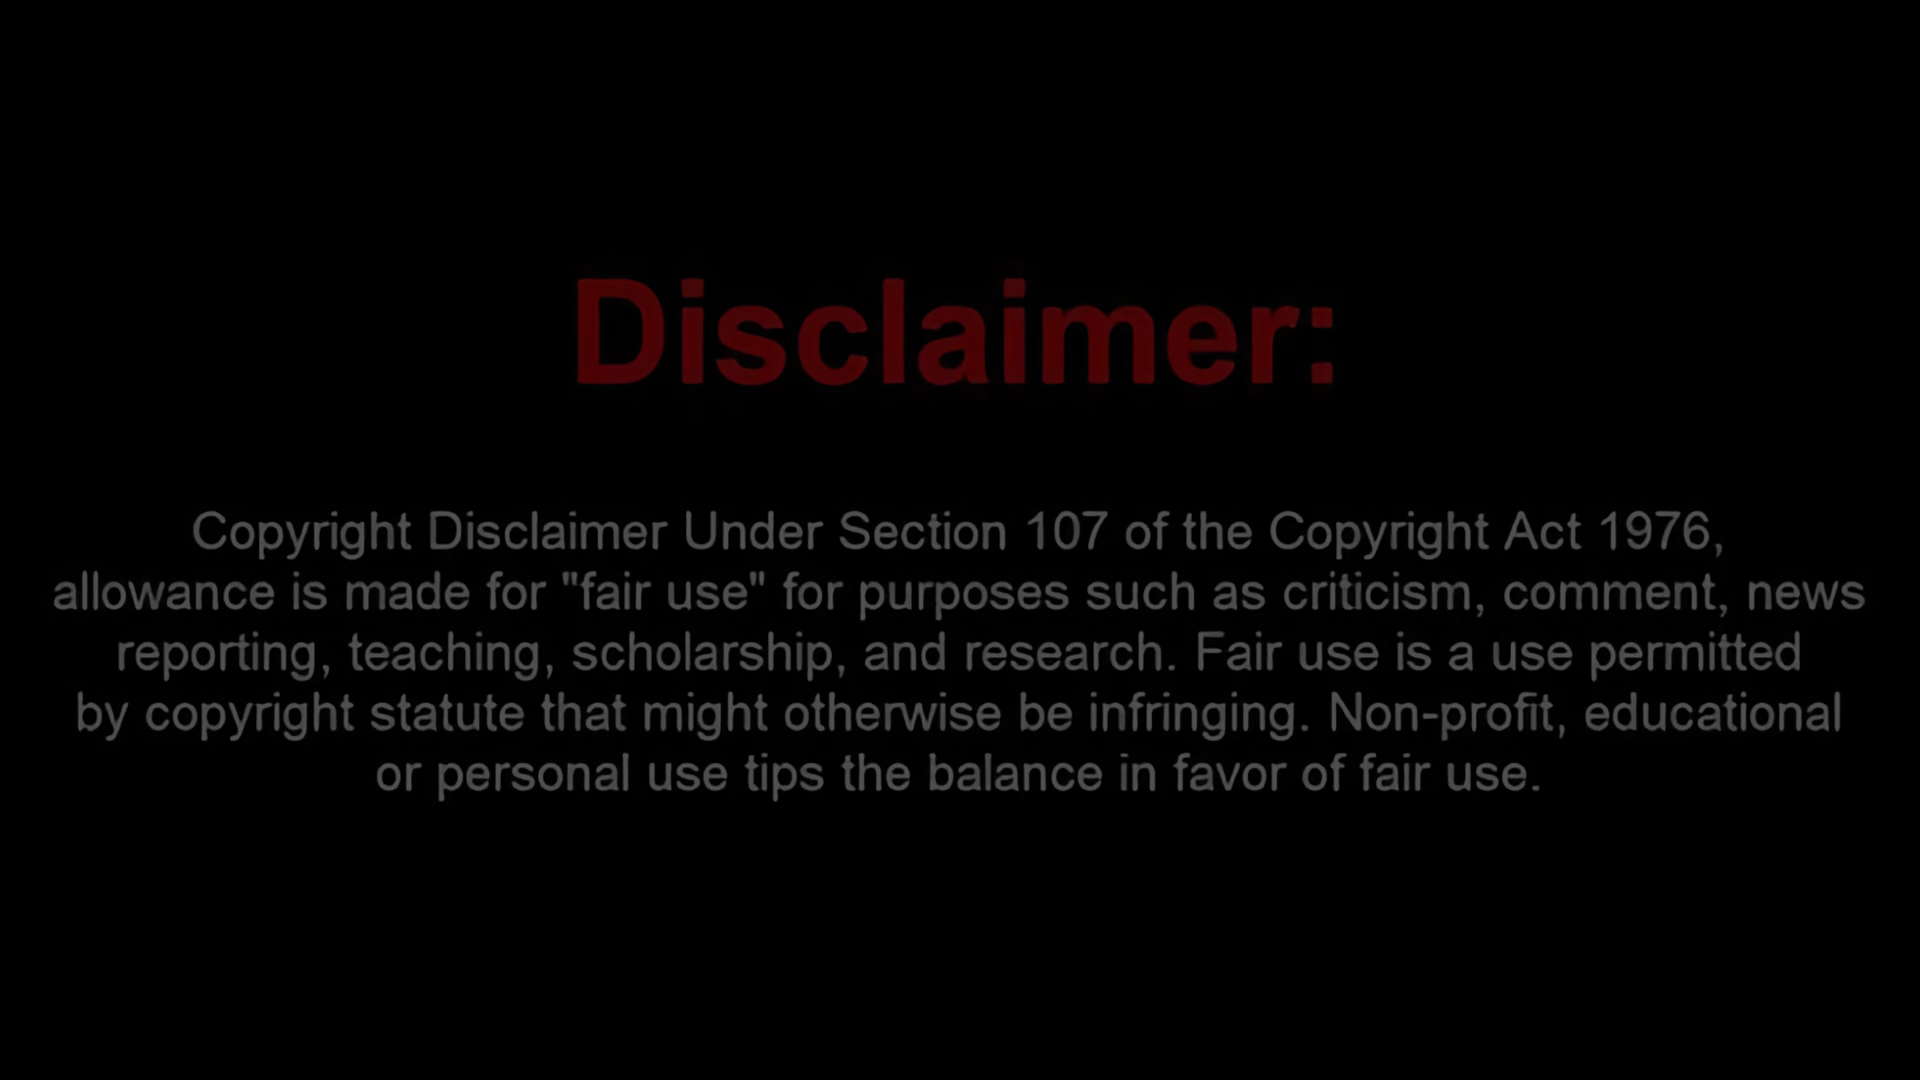 Disclaimer:
Copyright Disclaimer Under Section 107 of the Copyright Act 1976,
allowance is made for "fair use" for purposes such as criticism, comment, news
reporting, teaching, scholarship, and research. Fair use is a use permitted
by copyright statute that might otherwise be infringing. Non-profit, educational
or personal use tips the balance in favor of fair use.